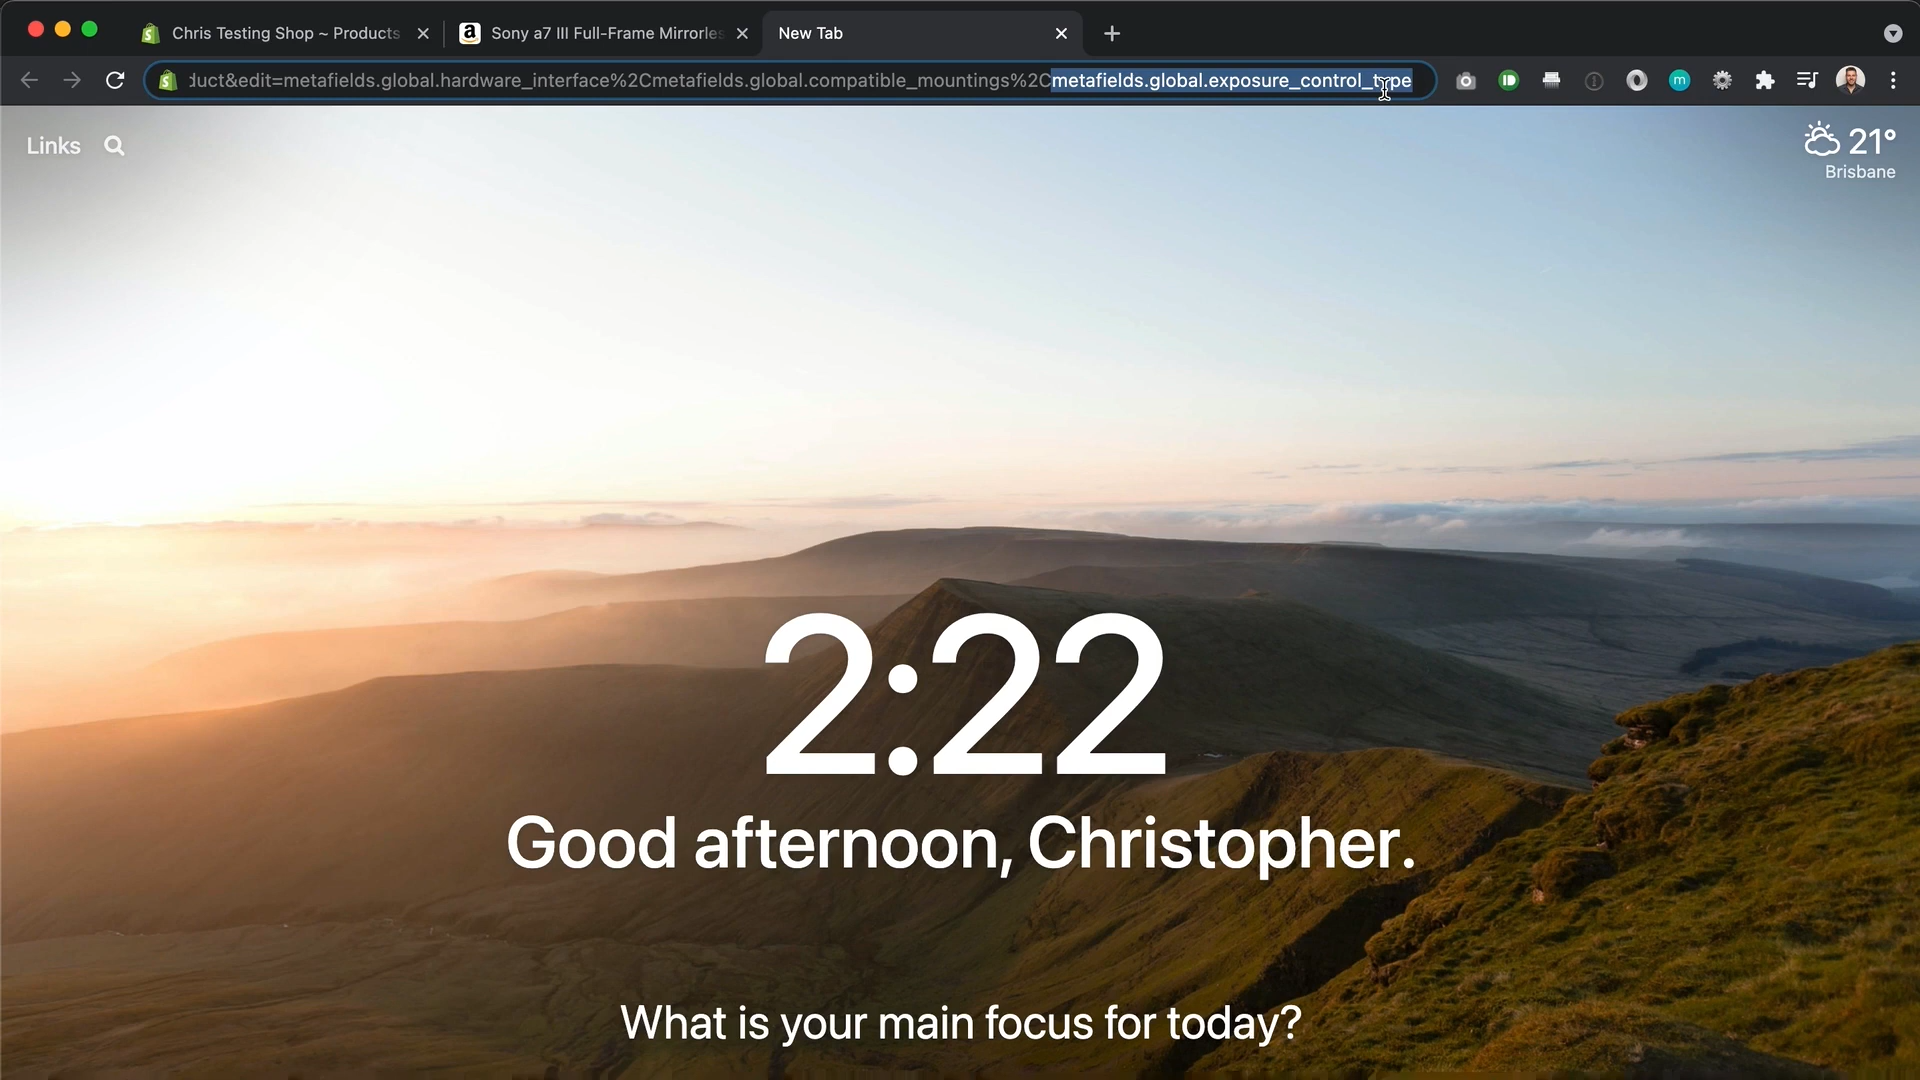 Chris Testing Shop ~ Products
Sony a7 III Full-Frame Mirrorles
New Tab
duct&edit=metafields.global.hardware_interface%2Cmetafields.global.compatible_mountings%2Cmetafields.global.exposure_control_type
Links
21°
Brisbane
2:22
Good afternoon, Christopher.
What is your main focus for today?